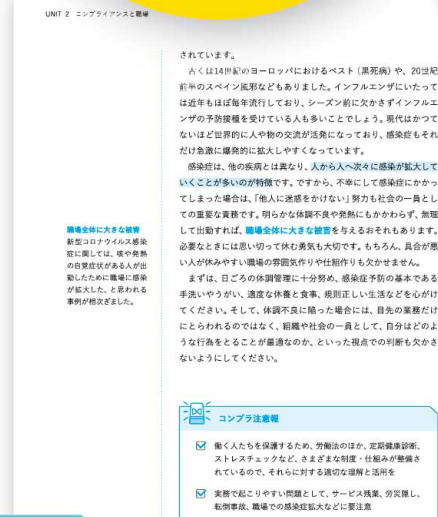 UNIT 2 コンプライアンスと職場
されています。
古くは14世紀のヨーロッパにおけるペスト（黒死病）や、20世紀
前半のスペイン風邪などもありました。インフルエンザにいたって
は近年もほぼ毎年流行しており、シーズン前に欠かさずインフルエ
ンザの予防接種を受けている人も多いことでしょう。現代はかつて
ないほど世界的に人や物の交流が活発になっており、感染症もそれ
だけ急激に爆発的に拡大しやすくなっています。
感染症は、他の疾病とは異なり、人から人へ次々に感染が拡大して
いくことが多いのが特徴です。ですから、不幸にして感染症にかかっ
てしまった場合は、「他人に迷惑をかけない」努力も社会の一員とし
ての重要な責務です。明らかな体調不良や発熱にもかかわらず、無理
して出勤すれば、職場全体に大きな被害を与えるおそれもあります。
必要なときには思い切って休む勇気も大切です。もちろん、具合が悪
い人が休みやすい職場の雰囲気作りや仕組作りも欠かせません。
まずは、日ごろの体調管理に十分努め、感染症予防の基本である
手洗いやうがい、適度な休養と食事、規則正しい生活などを心がけ
てください。そして、体調不良に陥った場合には、目先の業務だけ
にとらわれるのではなく、組織や社会の一員として、自分はどのよ
うな行為をとることが最適なのか、といった視点での判断も欠かさ
ないようにしてください。
職場全体に大きな被害
新型コロナウイルス感染
症に関しては、咳や発熱
の自覚症状がある人が出
勤したために職場に感染
が拡大した、と思われる
事例が相次ぎました。
コンプラ注意報
働く人たちを保護するため、労働法のほか、定期健康診断、
ストレスチェックなど、さまざまな制度・仕組みが整備さ
れているので、それらに対する適切な理解と活用を
実務で起こりやすい問題として、サービス残業、労災隠し、
転倒事故、職場での感染拡大などに要注意